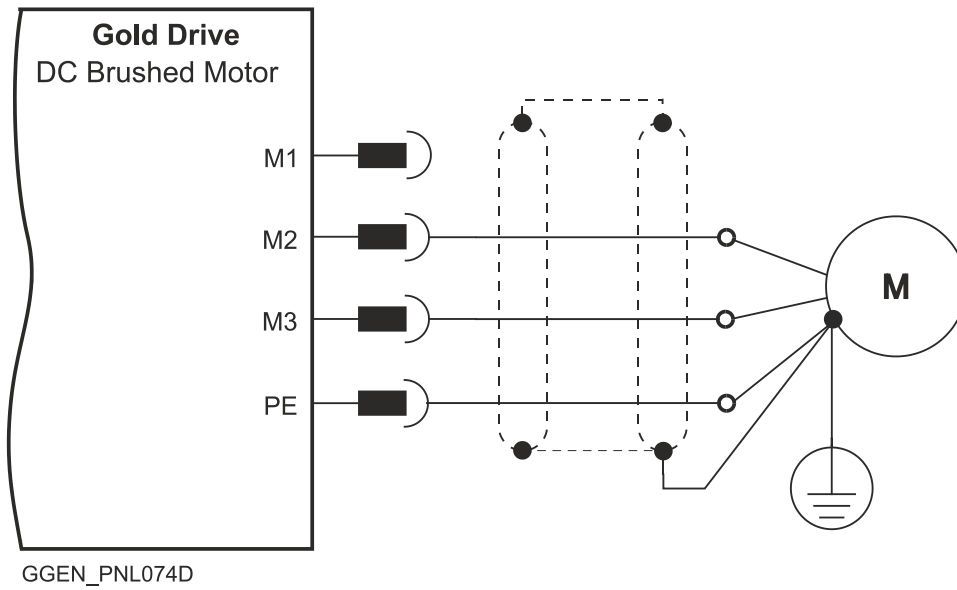 Gold Drive
DC Brushed Motor
M1
M2
M3
PE
M
GGEN_PNL074D